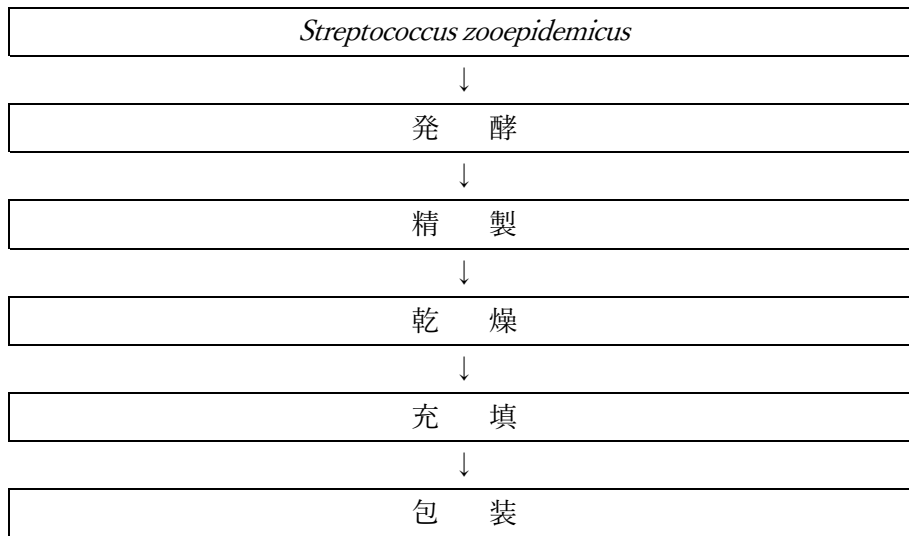 Streptococcus zooepidemicus
↓
発 酵
↓
精 製
↓
乾 燥
↓
充 填
↓
包 装